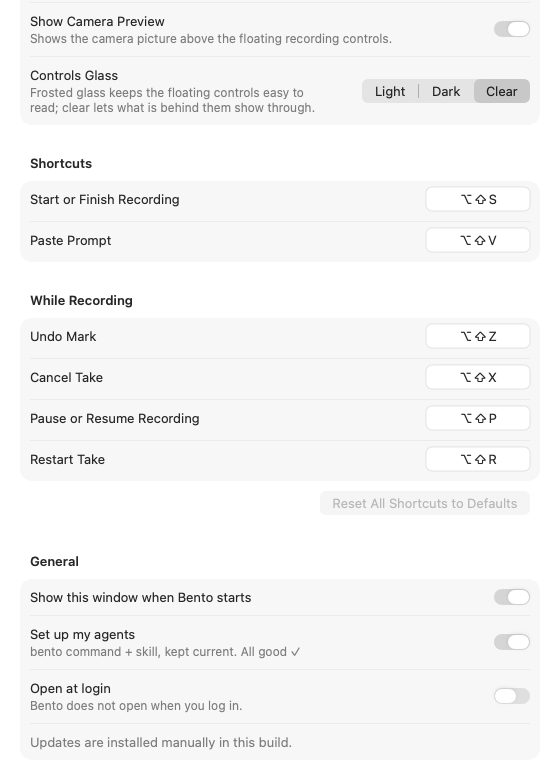 Show Camera Preview
Shows the camera picture above the floating recording controls.
Controls Glass
Frosted glass keeps the floating controls easy to
read; clear lets what is behind them show through.
Light Dark Clear
Shortcuts
Start or Finish Recording ⌥⇧S
Paste Prompt ⌥⇧V
While Recording
Undo Mark ⌥⇧Z
Cancel Take ⌥⇧X
Pause or Resume Recording ⌥⇧P
Restart Take ⌥⇧R
Reset All Shortcuts to Defaults
General
Show this window when Bento starts
Set up my agents
bento command + skill, kept current. All good ✓
Open at login
Bento does not open when you log in.
Updates are installed manually in this build.